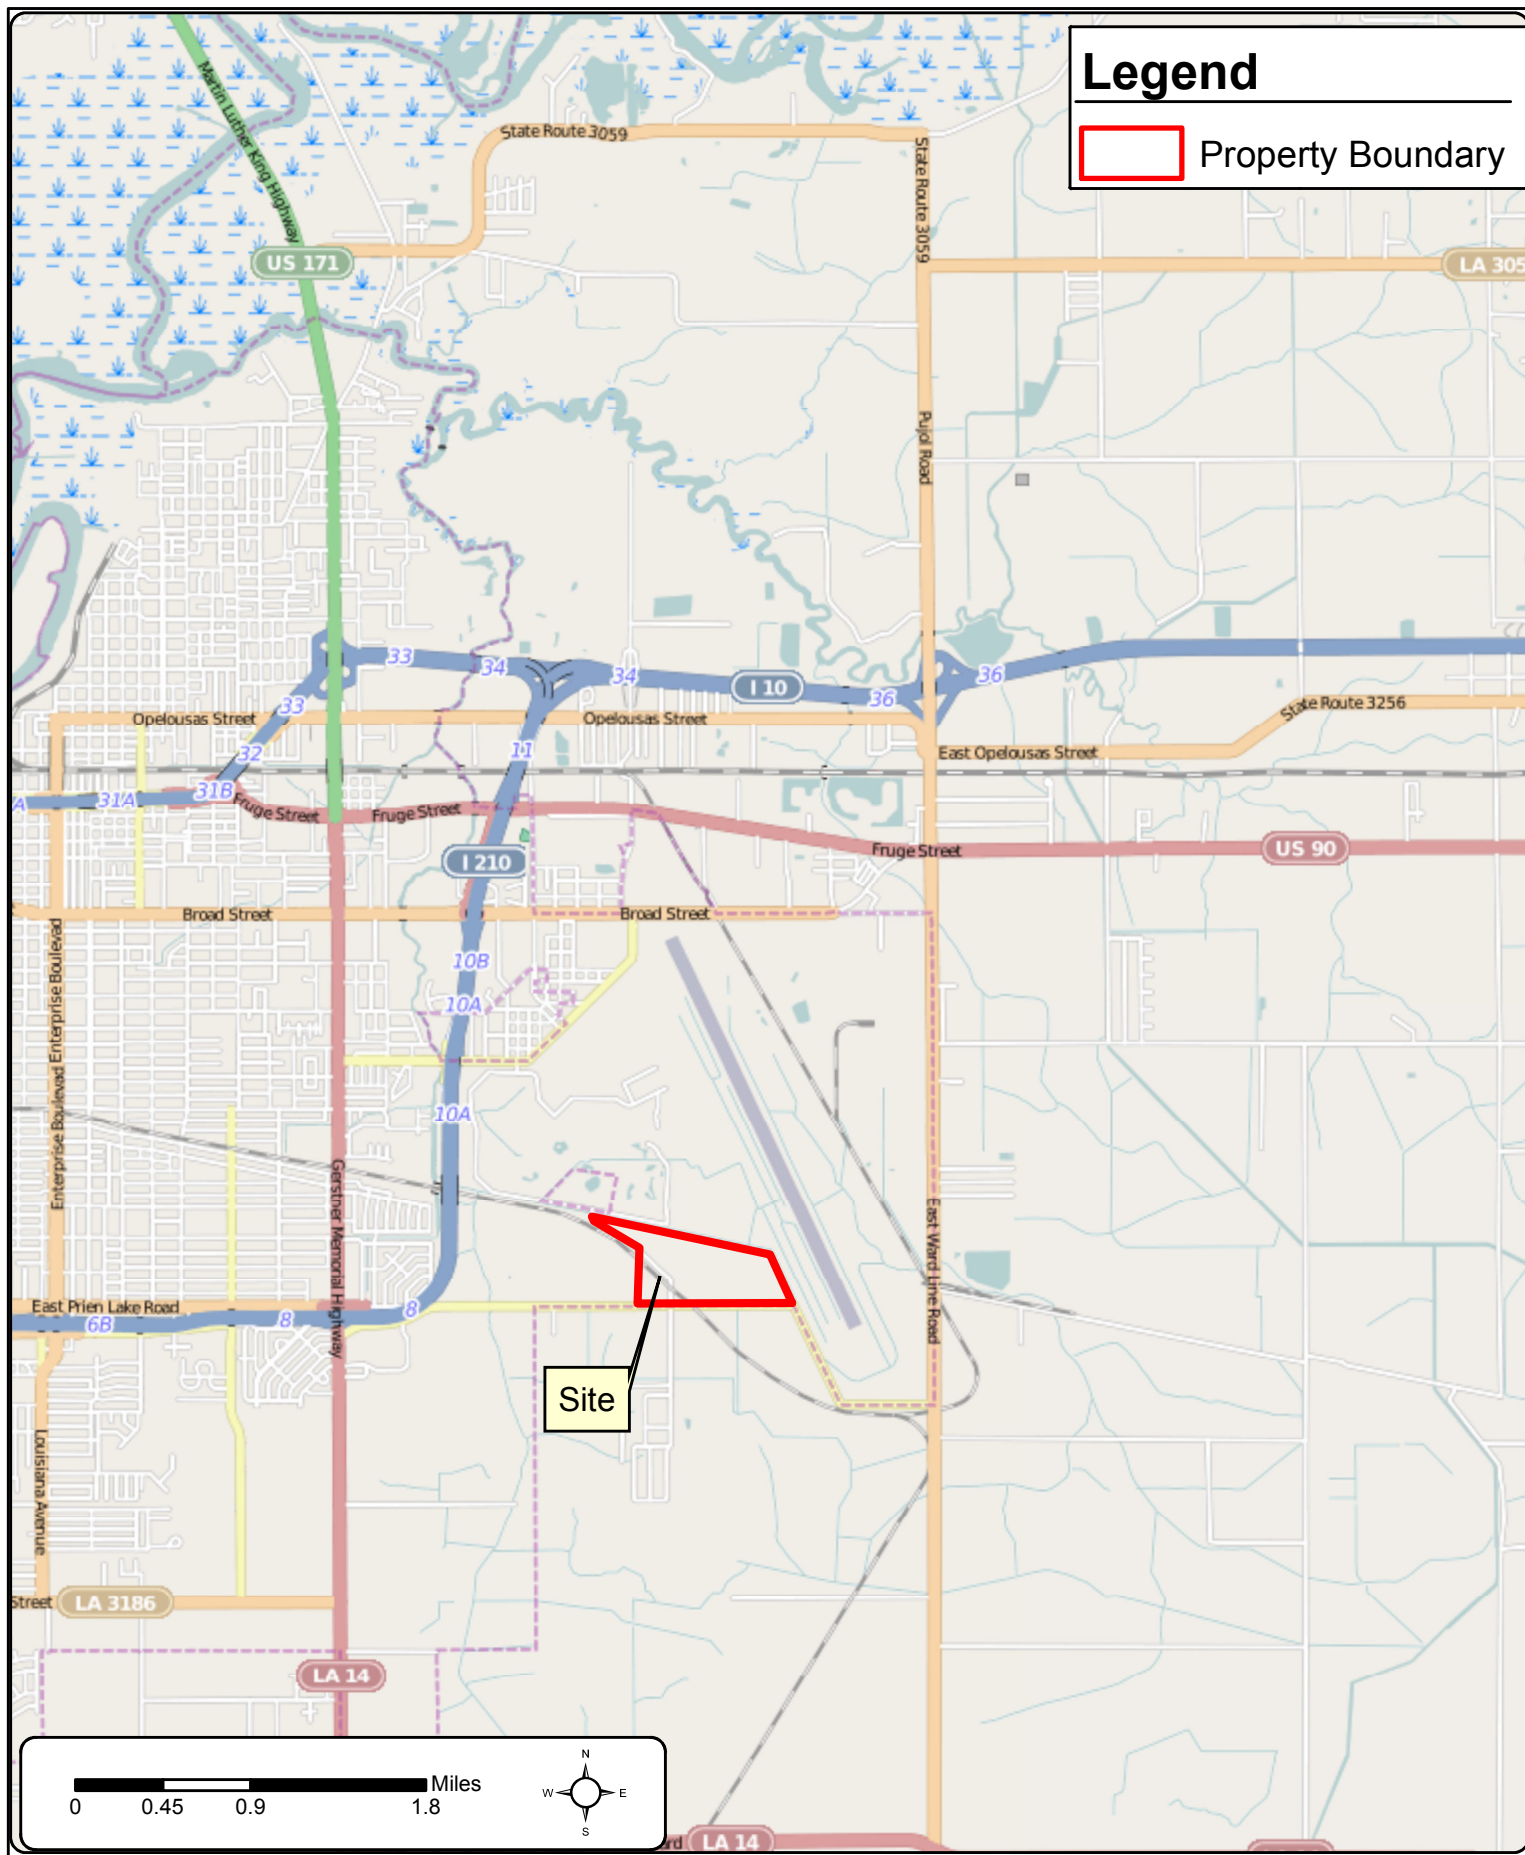 Legend
Property Boundary
Martin Luther King Highway
State Route 3059
State Route 3059
US 171
LA 305
Pujol Road
33
34
34
I 10
36
36
33
Opelousas Street
Opelousas Street
State Route 3256
11
32
East Opelousas Street
31A
31B
Fruge Street
Fruge Street
Fruge Street
US 90
I 210
Broad Street
Broad Street
Enterprise Boulevad Enterprise Boulevad
10B
10A
10A
Gerstner Memorial Highway
East Ward Line Road
East Prien Lake Road
6B
8
8
Site
Louisiana Avenue
Street
LA 3186
LA 14
Miles
0
0.45
0.9
1.8
N
W
E
S
LA 14